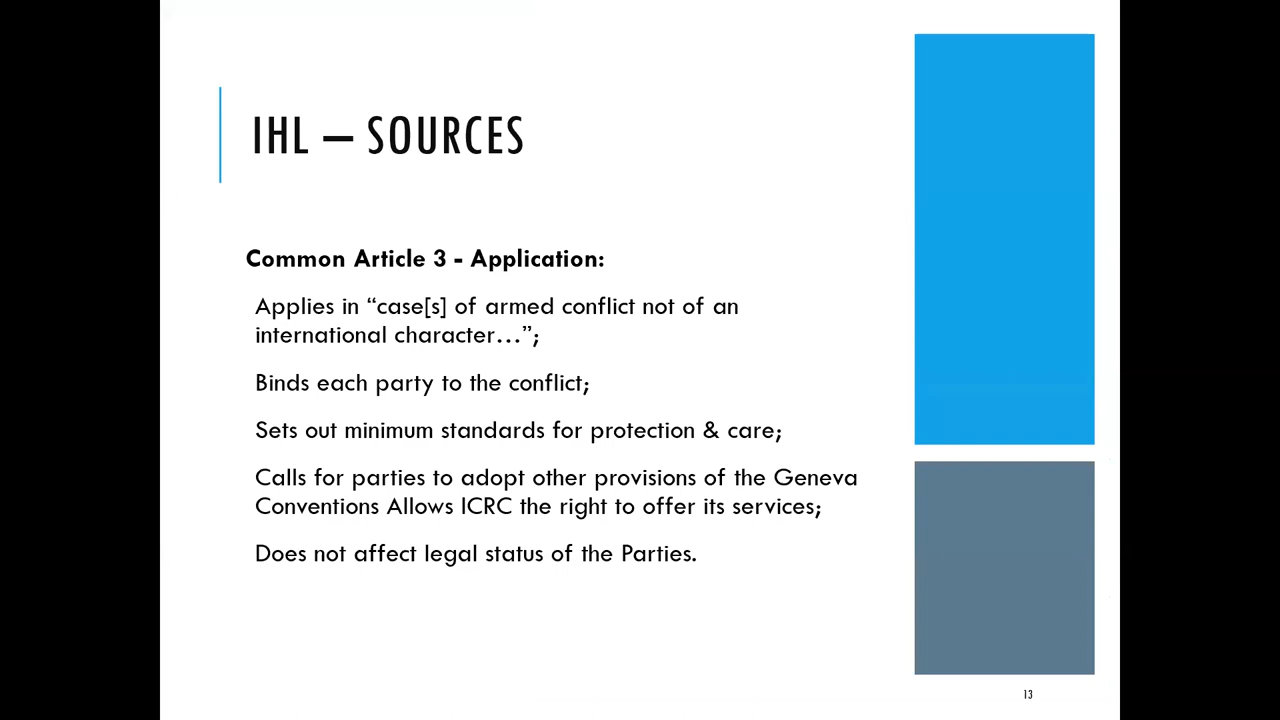 IHL – SOURCES
Common Article 3 - Application:
Applies in “case[s] of armed conflict not of an
international character…”;
Binds each party to the conflict;
Sets out minimum standards for protection & care;
Calls for parties to adopt other provisions of the Geneva
Conventions Allows ICRC the right to offer its services;
Does not affect legal status of the Parties.
13